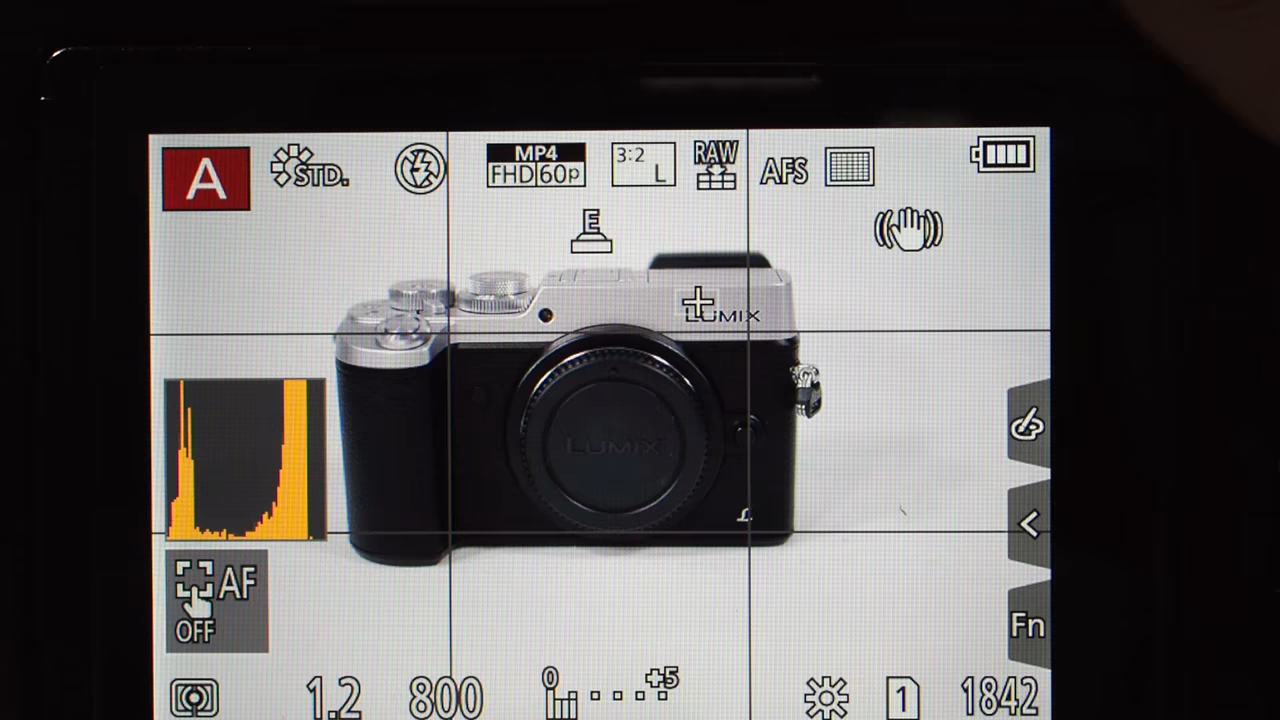 A STD. MP4 FHD 60p 3:2 L RAW AFS
E
LUMIX
LUMIX
AF
OFF
Fn
1.2 800 0 +5 1 1842